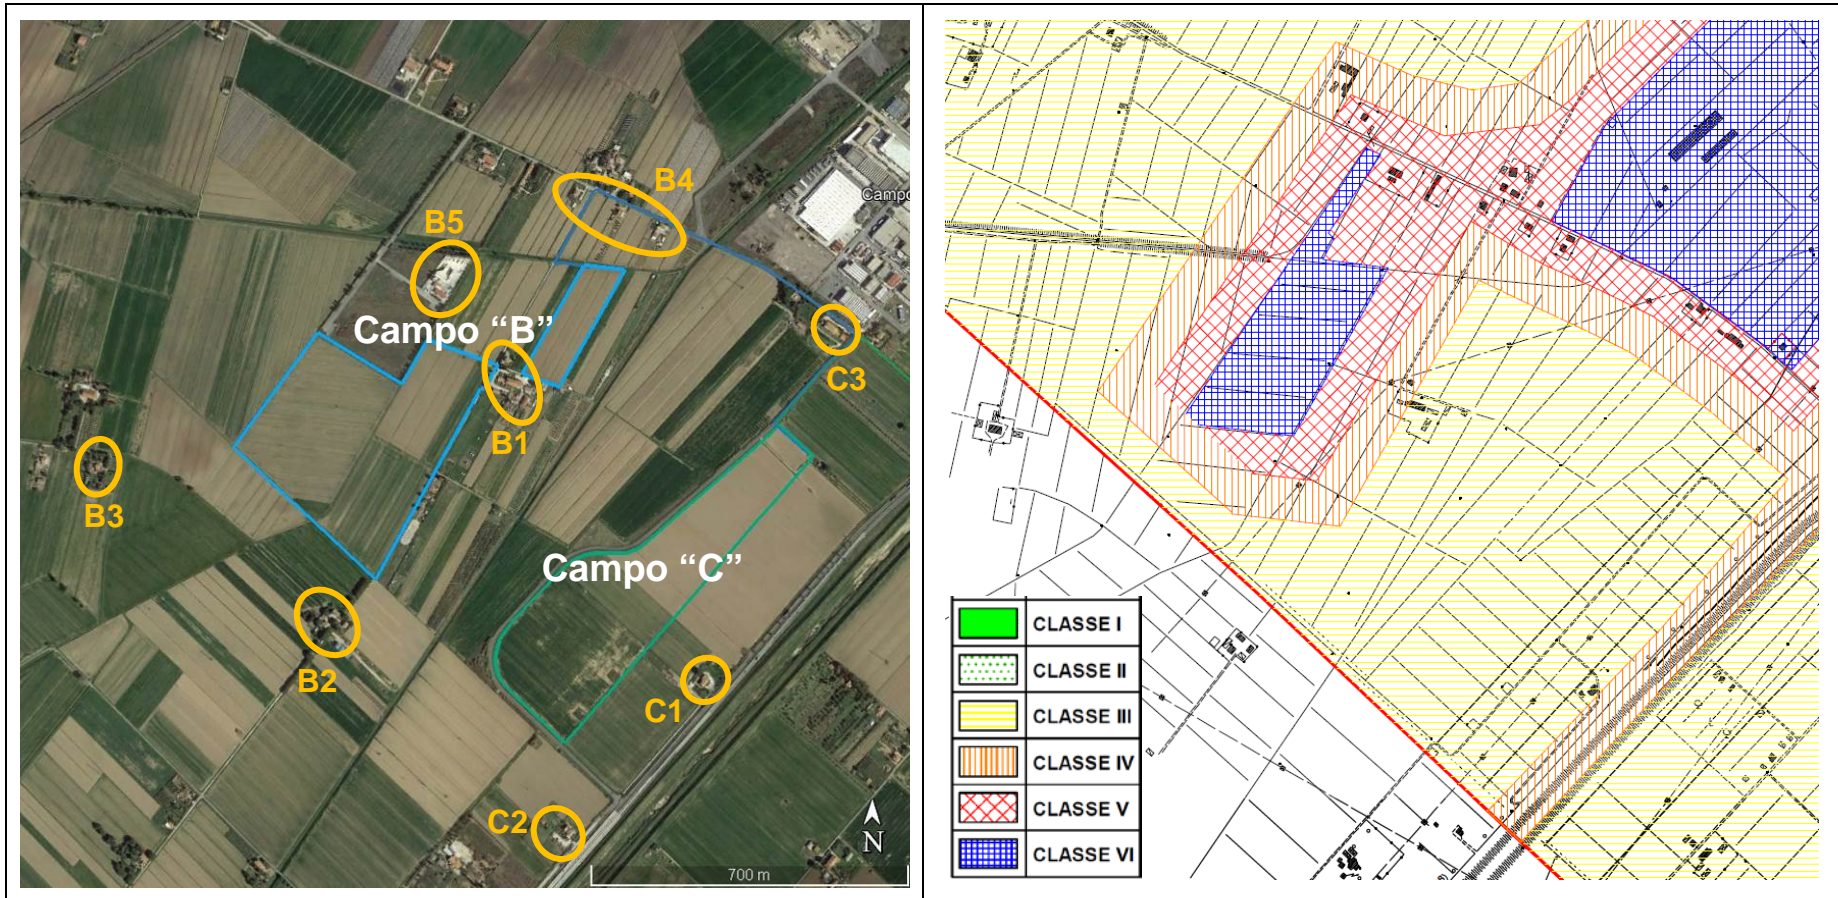 Campo
B4
B5
Campo “B”
C3
B1
B3
Campo “C”
B2
C1
C2
N
700 m
CLASSE I
CLASSE II
CLASSE III
CLASSE IV
CLASSE V
CLASSE VI